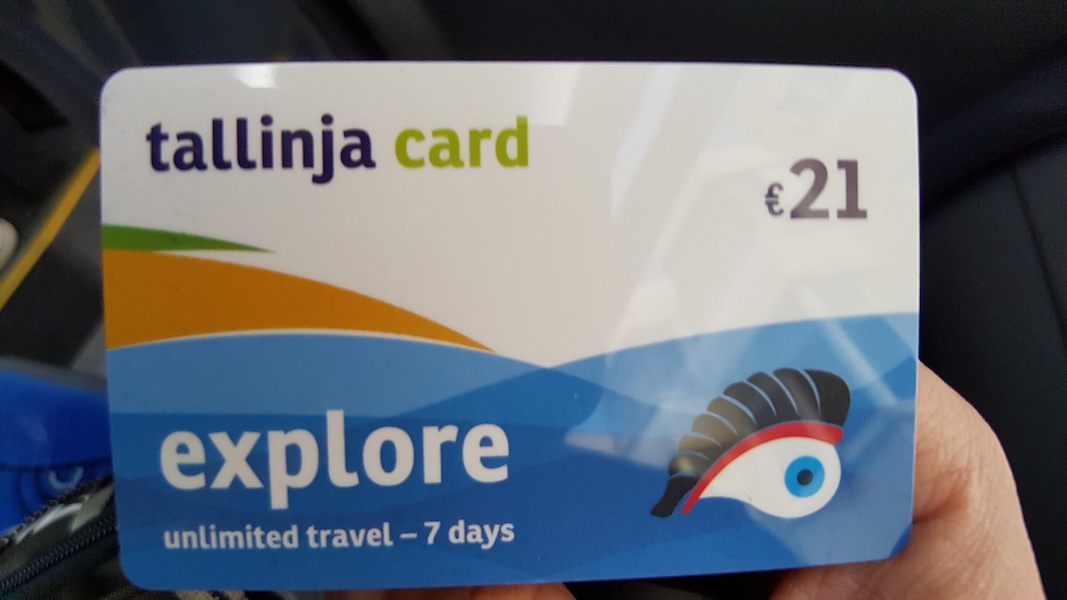 tallinja card
€21
explore
unlimited travel – 7 days